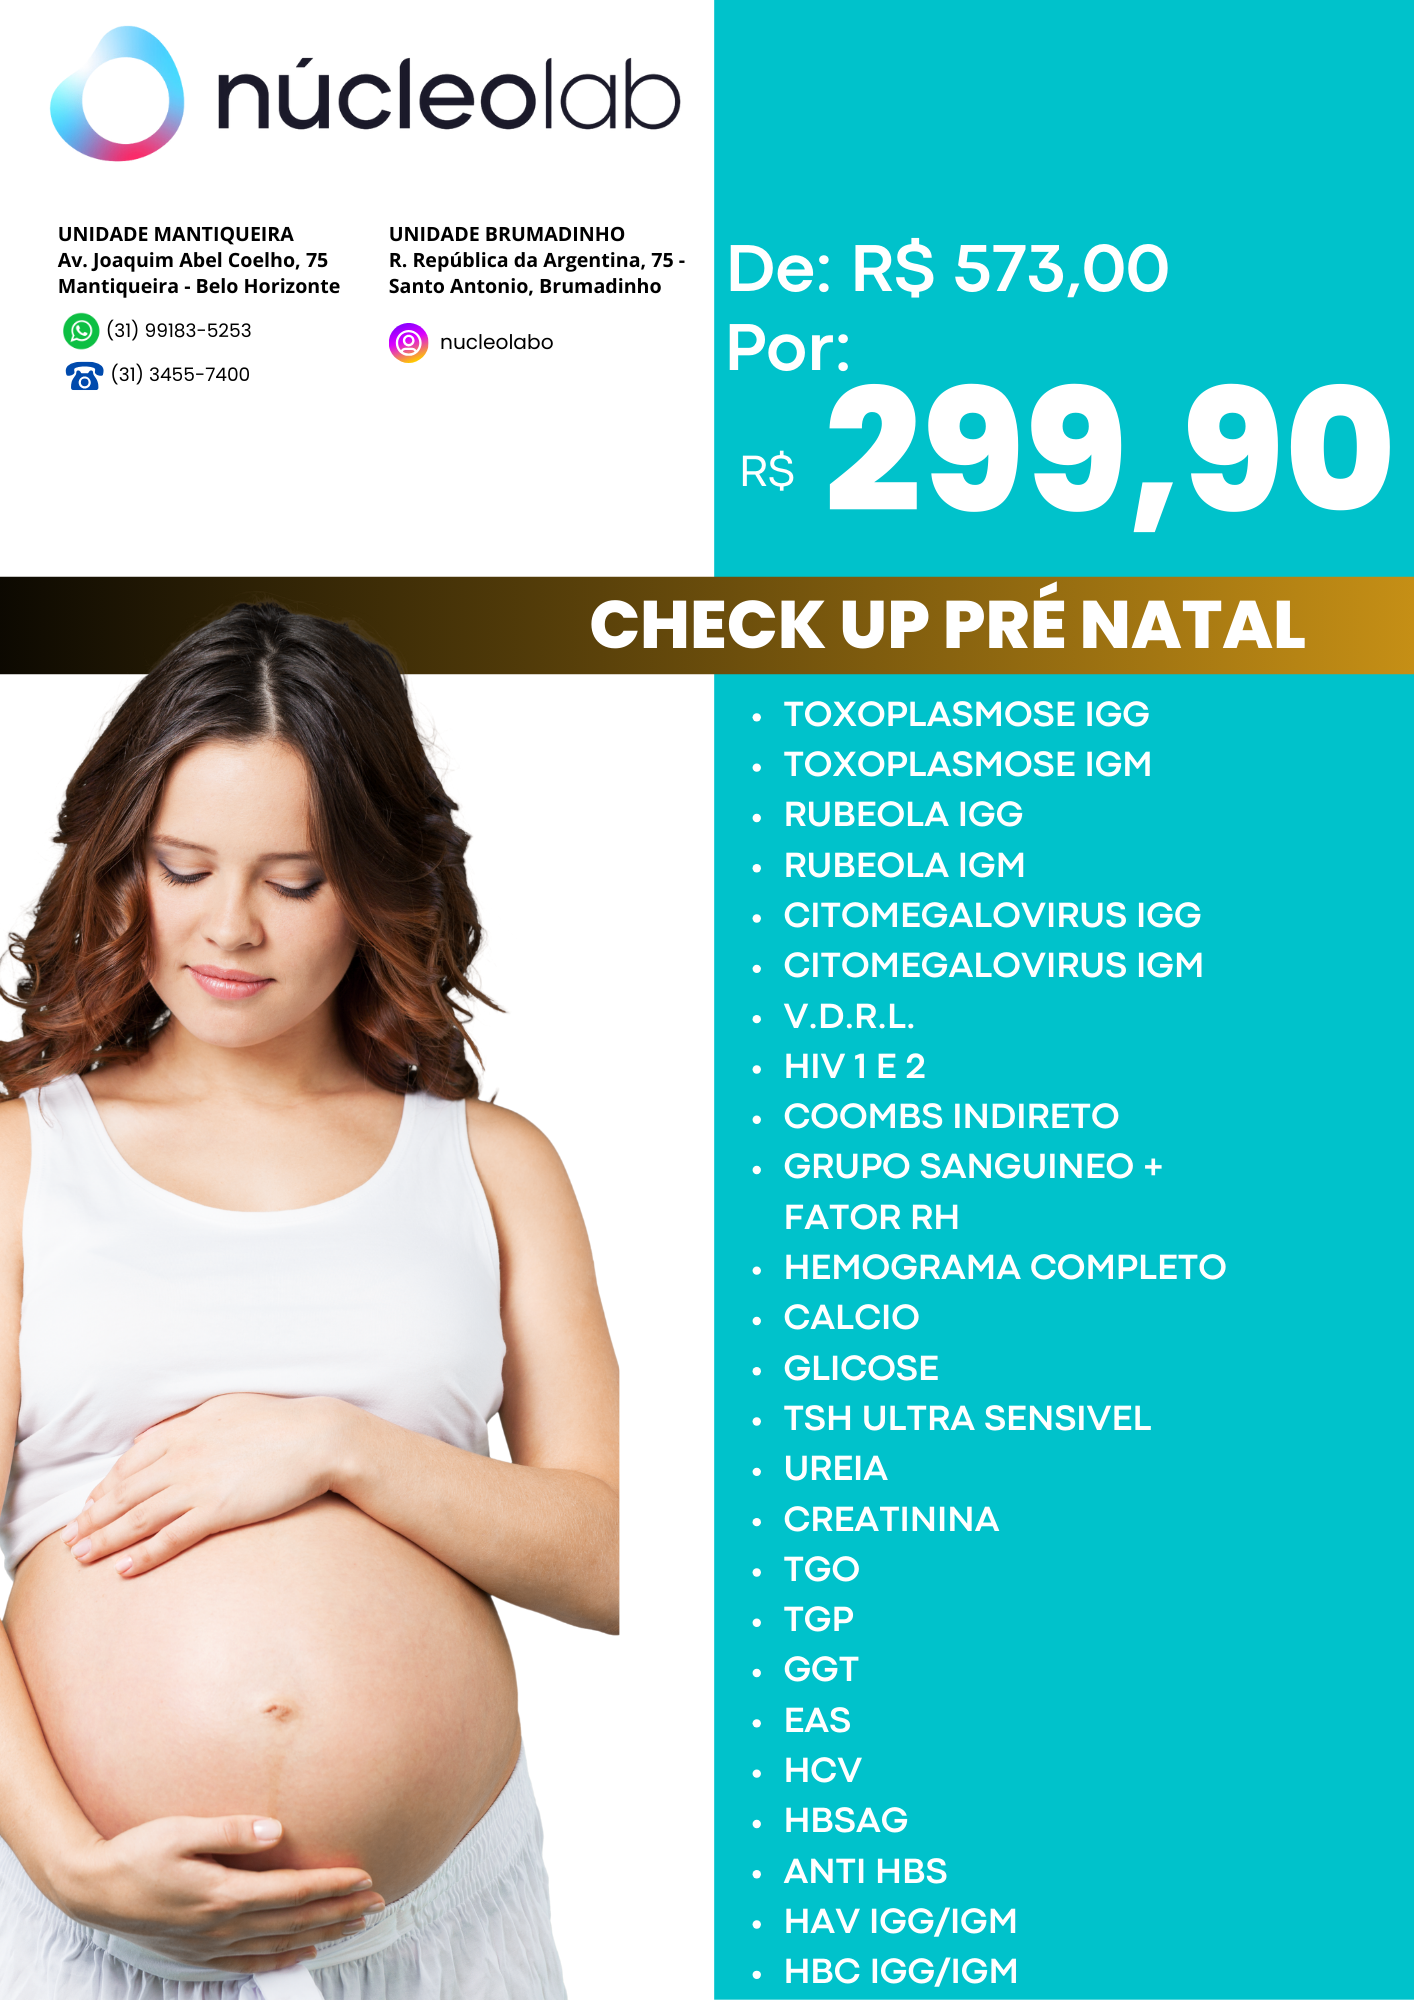 núcleolab
UNIDADE MANTIQUEIRA
Av. Joaquim Abel Coelho, 75
Mantiqueira - Belo Horizonte
(31) 99183-5253
(31) 3455-7400
UNIDADE BRUMADINHO
R. República da Argentina, 75 -
Santo Antonio, Brumadinho
nucleolabo
De: R$ 573,00
Por:
R$ 299,90
CHECK UP PRÉ NATAL
• TOXOPLASMOSE IGG
• TOXOPLASMOSE IGM
• RUBEOLA IGG
• RUBEOLA IGM
• CITOMEGALOVIRUS IGG
• CITOMEGALOVIRUS IGM
• V.D.R.L.
• HIV 1 E 2
• COOMBS INDIRETO
• GRUPO SANGUINEO +
FATOR RH
• HEMOGRAMA COMPLETO
• CALCIO
• GLICOSE
• TSH ULTRA SENSIVEL
• UREIA
• CREATININA
• TGO
• TGP
• GGT
• EAS
• HCV
• HBSAG
• ANTI HBS
• HAV IGG/IGM
• HBC IGG/IGM